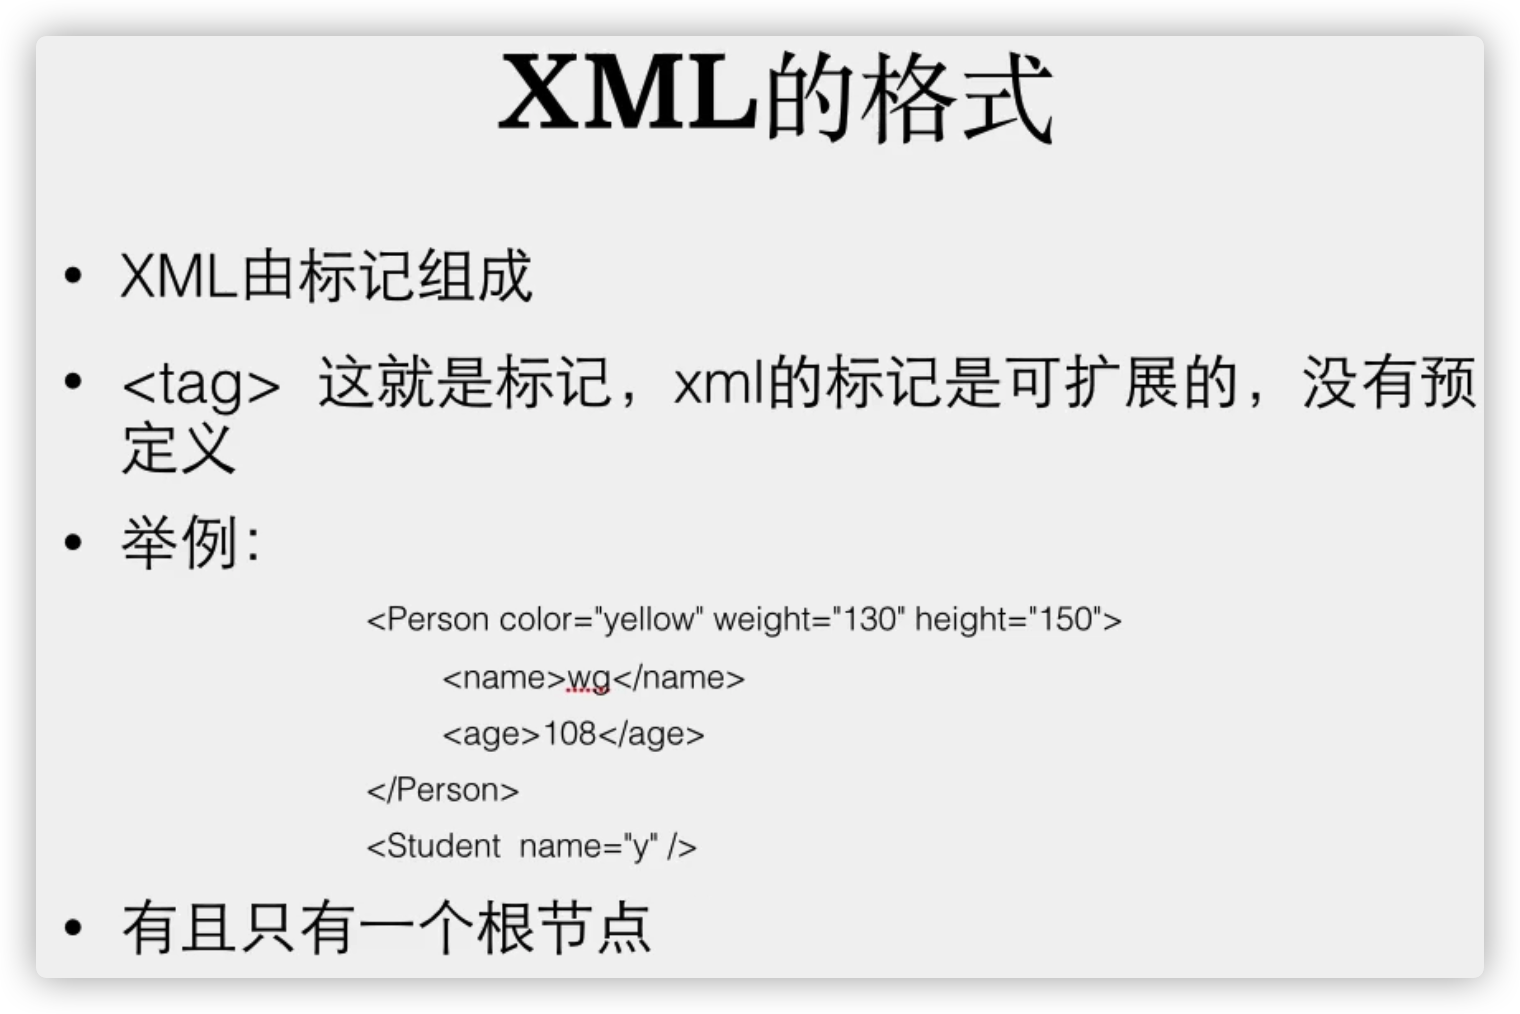 XML的格式
• XML由标记组成
• <tag> 这就是标记，xml的标记是可扩展的，没有预
定义
• 举例：
<Person color="yellow" weight="130" height="150">
<name>wg</name>
<age>108</age>
</Person>
<Student  name="y" />
• 有且只有一个根节点